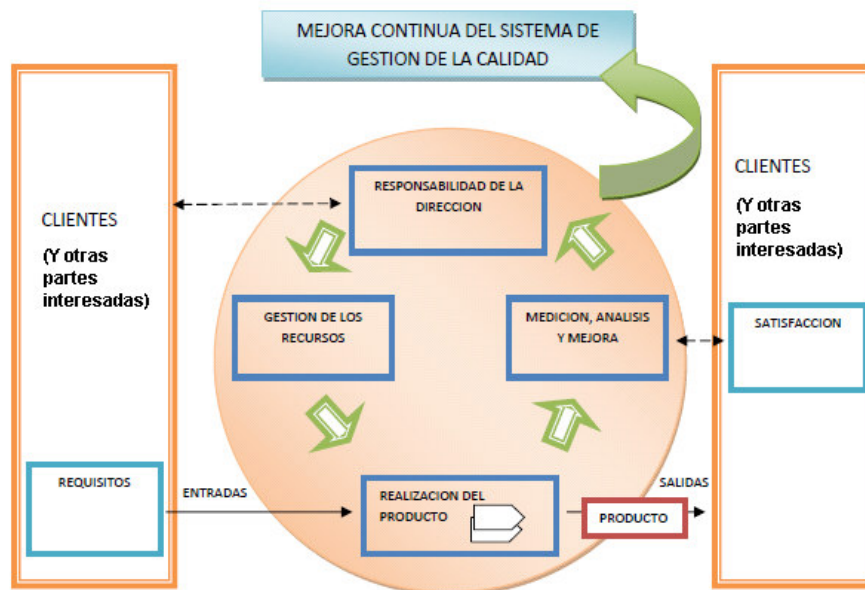 MEJORA CONTINUA DEL SISTEMA DE
GESTION DE LA CALIDAD
CLIENTES
(Y otras
partes
interesadas)
REQUISITOS
ENTRADAS
RESPONSABILIDAD DE LA
DIRECCION
GESTION DE LOS
RECURSOS
MEDICION, ANALISIS
Y MEJORA
REALIZACION DEL
PRODUCTO
SALIDAS
PRODUCTO
CLIENTES
(Y otras
partes
interesadas)
SATISFACCION